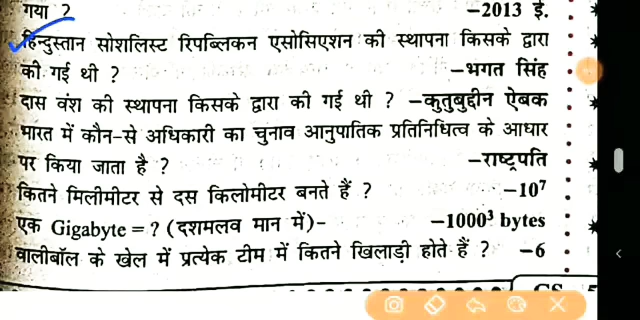 गया ? –2013 ई.
हिन्दुस्तान सोशलिस्ट रिपब्लिकन एसोसिएशन की स्थापना किसके द्वारा
की गई थी ? –भगत सिंह
दास वंश की स्थापना किसके द्वारा की गई थी ? –कुतुबुद्दीन ऐबक
भारत में कौन-से अधिकारी का चुनाव आनुपातिक प्रतिनिधित्व के आधार
पर किया जाता है ? –राष्ट्रपति
कितने मिलीमीटर से दस किलोमीटर बनते हैं ? –10⁷
एक Gigabyte = ? (दशमलव मान में)- –1000³ bytes
वालीबॉल के खेल में प्रत्येक टीम में कितने खिलाड़ी होते हैं ? –6